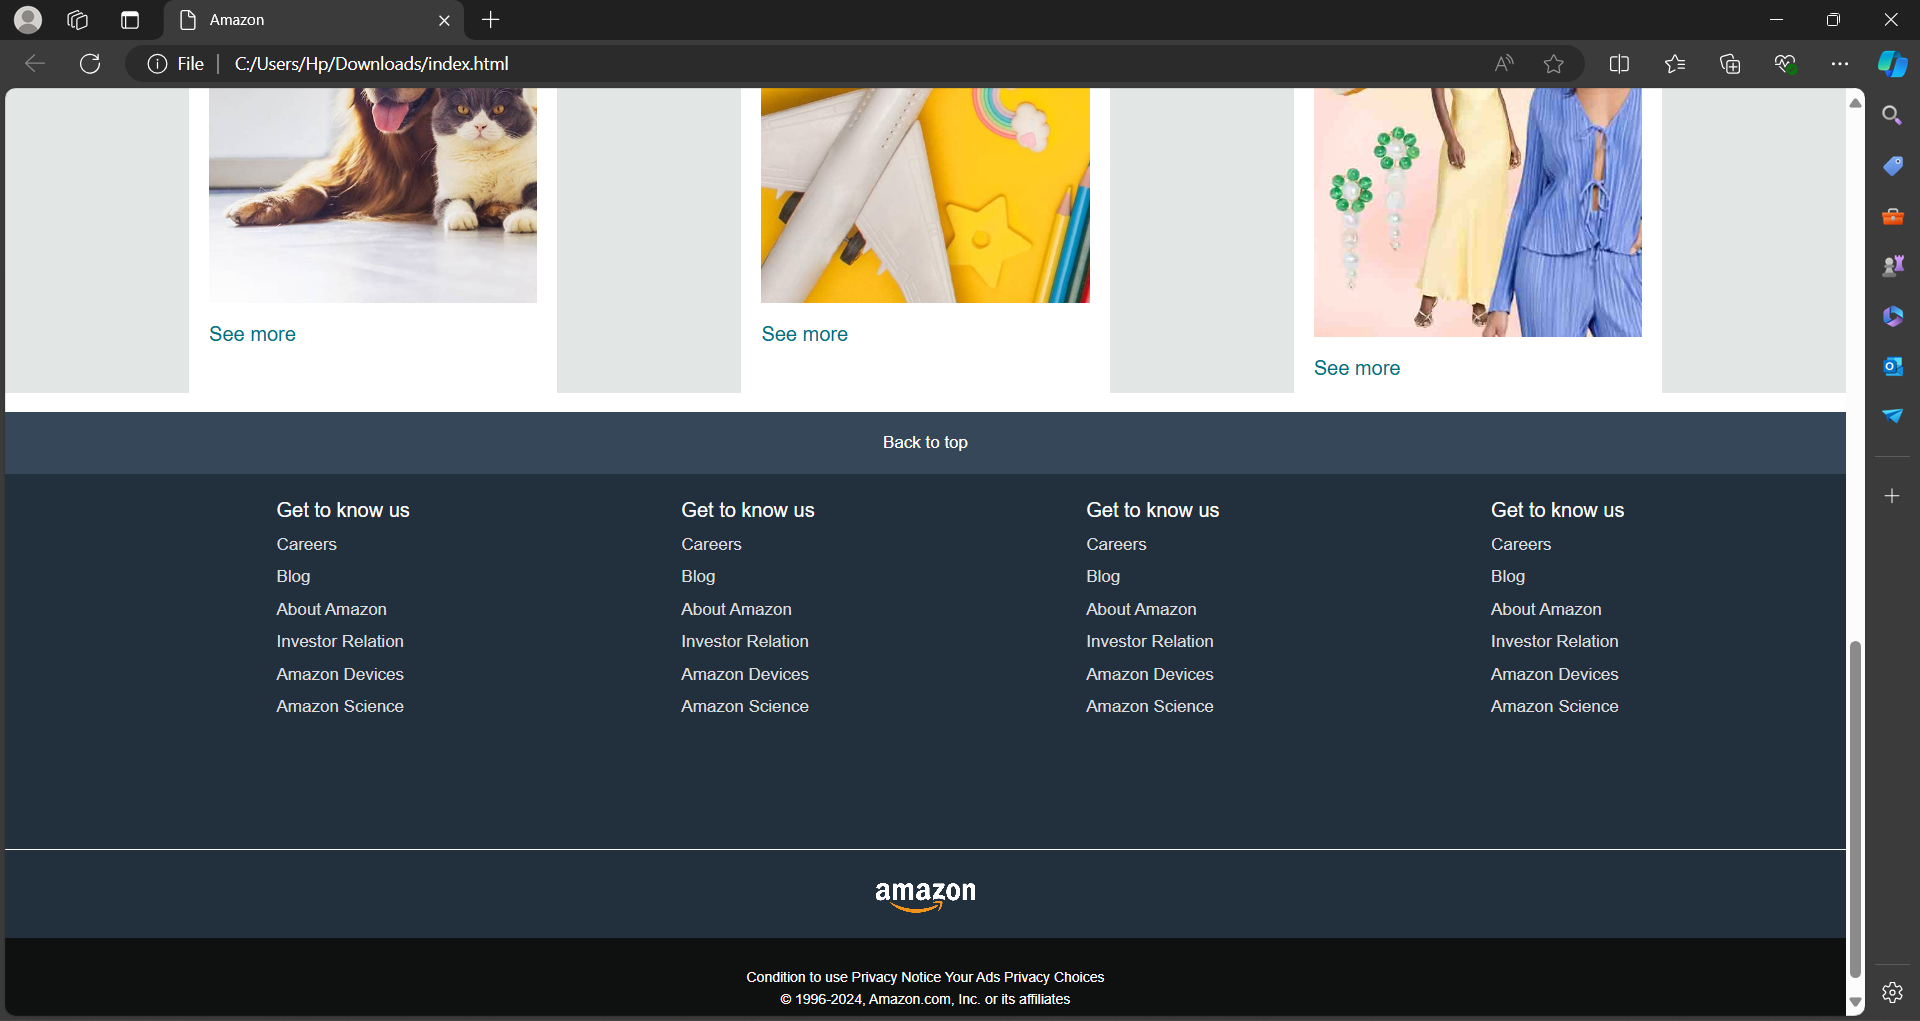 Amazon
File
C:/Users/Hp/Downloads/index.html
See more
See more
See more
Back to top
Get to know us
Careers
Blog
About Amazon
Investor Relation
Amazon Devices
Amazon Science
Get to know us
Careers
Blog
About Amazon
Investor Relation
Amazon Devices
Amazon Science
Get to know us
Careers
Blog
About Amazon
Investor Relation
Amazon Devices
Amazon Science
Get to know us
Careers
Blog
About Amazon
Investor Relation
Amazon Devices
Amazon Science
amazon
Condition to use Privacy Notice Your Ads Privacy Choices
© 1996-2024, Amazon.com, Inc. or its affiliates